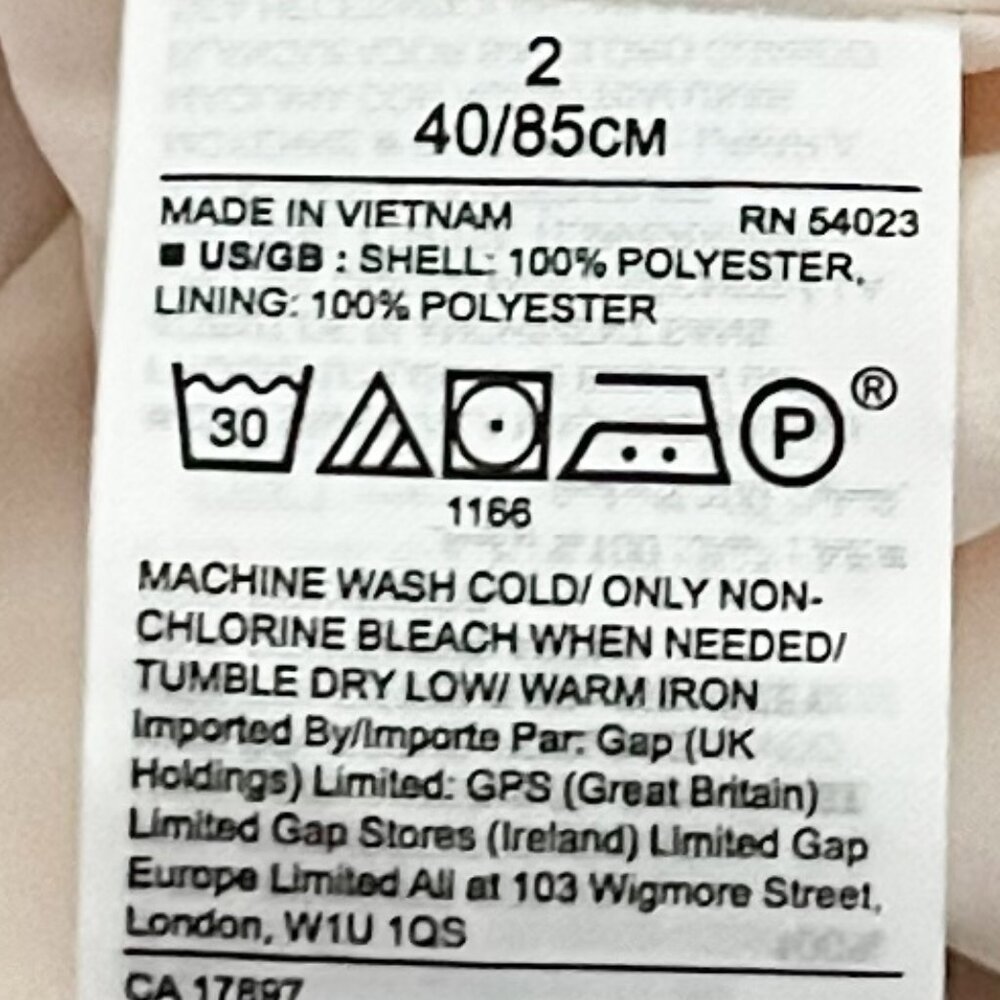 2
40/85CM
MADE IN VIETNAM RN 54023
■ US/GB : SHELL: 100% POLYESTER,
LINING: 100% POLYESTER
30 P ®
1166
MACHINE WASH COLD/ ONLY NON-
CHLORINE BLEACH WHEN NEEDED/
TUMBLE DRY LOW/ WARM IRON
Imported By/Importe Par: Gap (UK
Holdings) Limited: GPS (Great Britain)
Limited Gap Stores (Ireland) Limited Gap
Europe Limited All at 103 Wigmore Street,
London, W1U 1QS
CA 17897